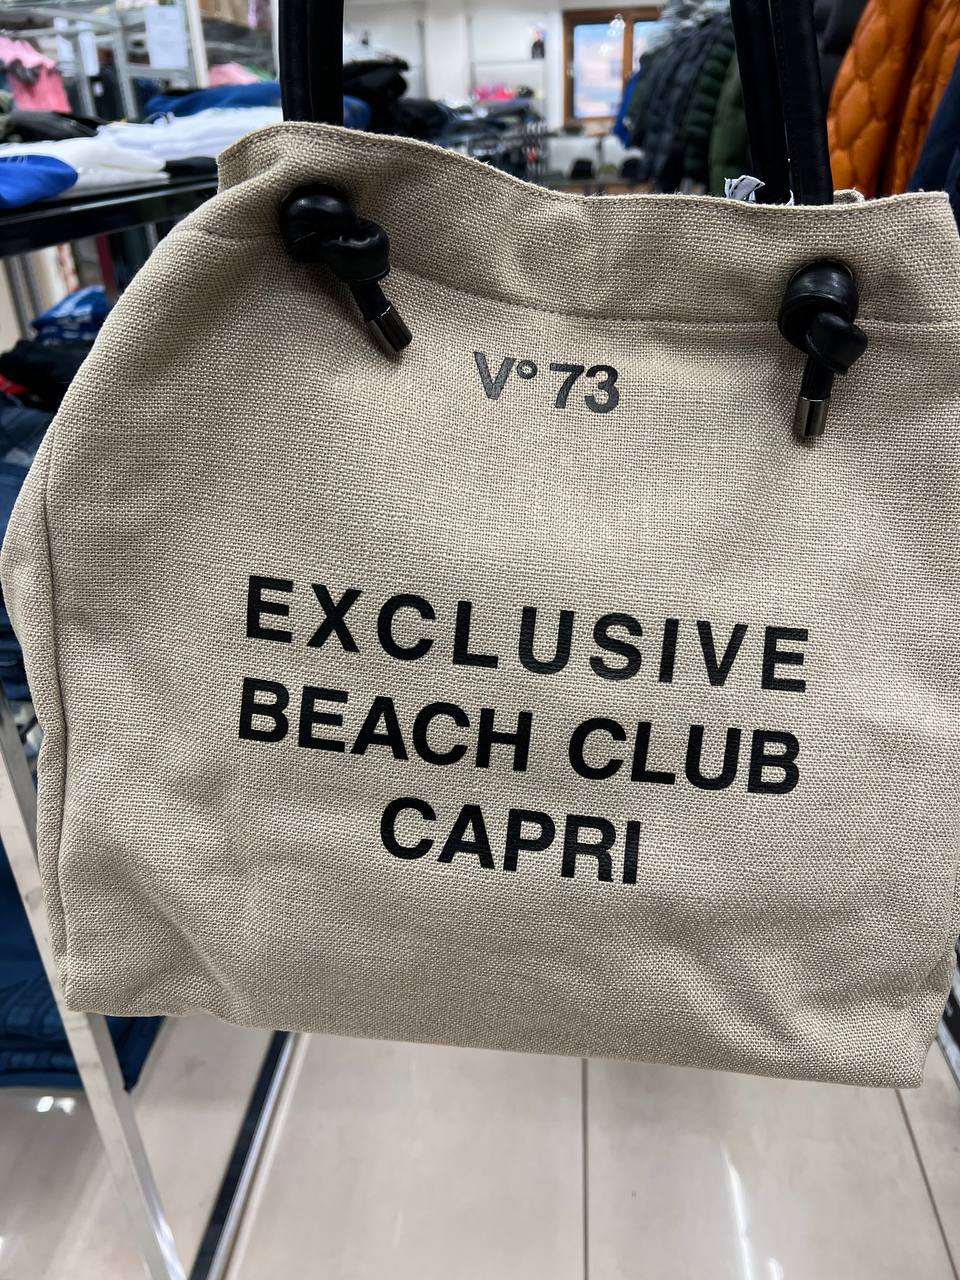 V° 73
EXCLUSIVE
BEACH CLUB
CAPRI